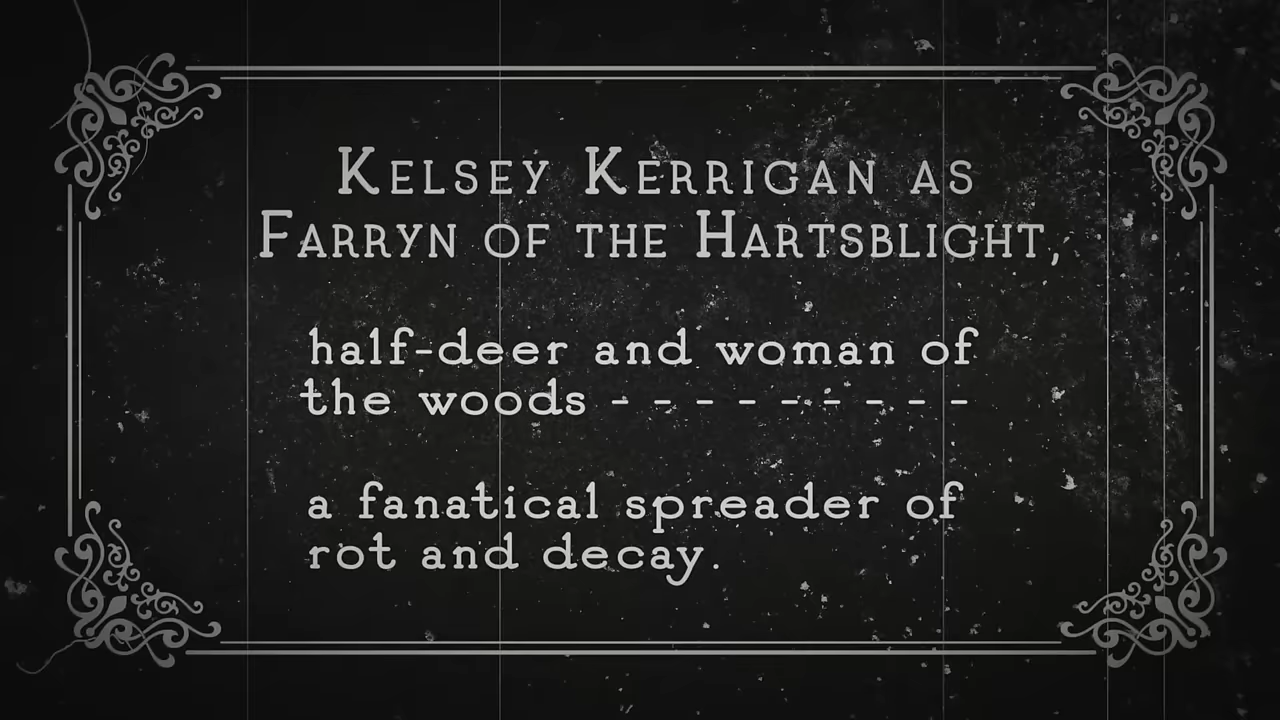 Kelsey Kerrigan as
Farryn of the Hartsblight,
half-deer and woman of
the woods - - - - - - - - -
a fanatical spreader of
rot and decay.